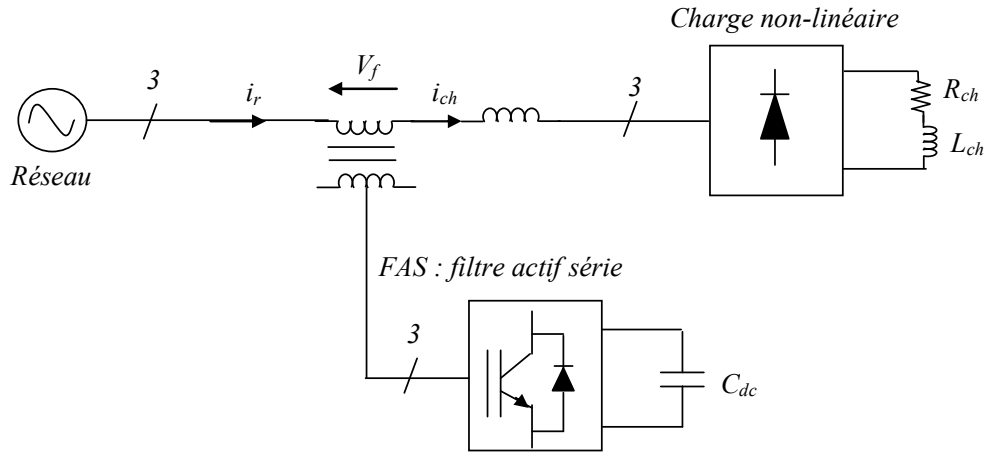 Charge non-linéaire
3
i_r
V_f
i_ch
3
R_ch
L_ch
Réseau
FAS : filtre actif série
3
C_dc